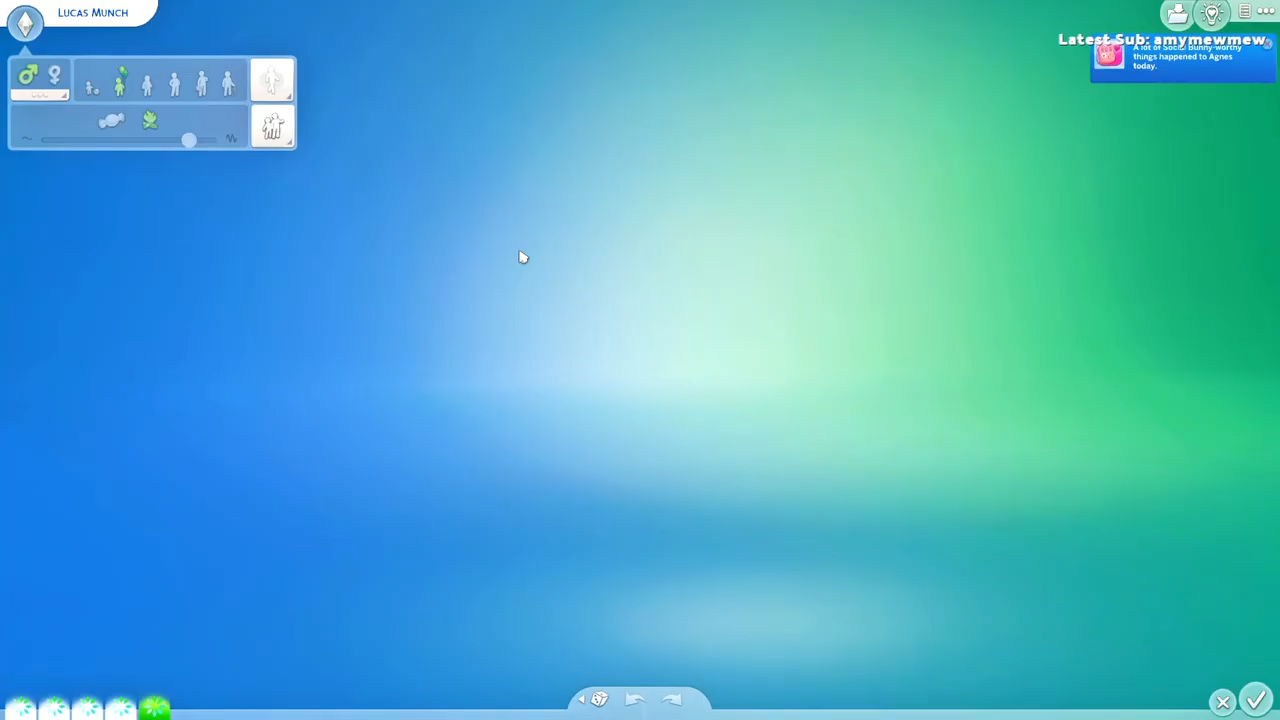 Lucas Munch
Latest Sub: amymewmew
A lot of Social Bunny-worthy
things happened to Agnes
today.